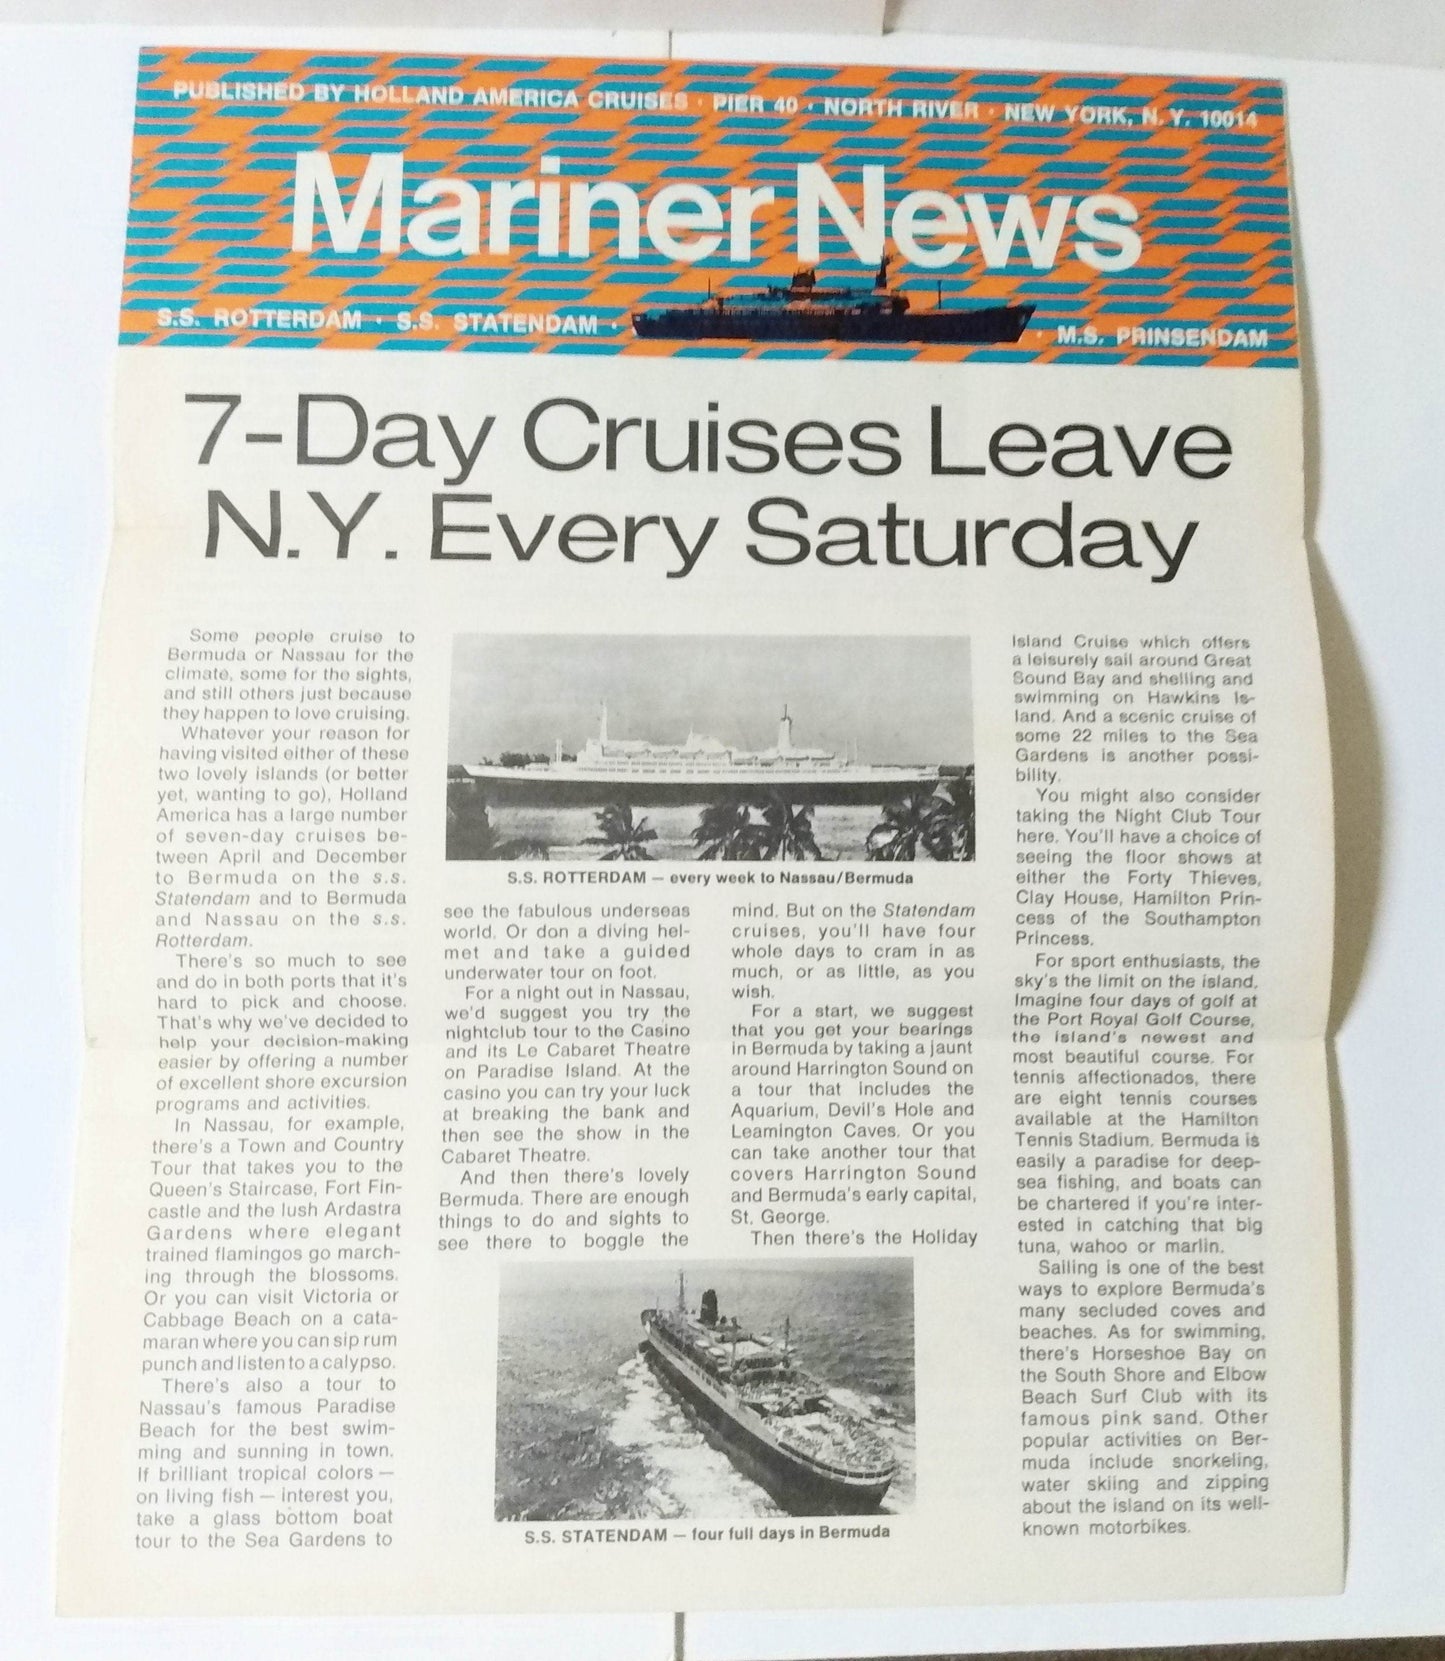 PUBLISHED BY HOLLAND AMERICA CRUISES · PIER 40 · NORTH RIVER · NEW YORK, N. Y. 10014
Mariner News
S.S. ROTTERDAM · S.S. STATENDAM ·
· M.S. PRINSENDAM
7-Day Cruises Leave
N.Y. Every Saturday
Some people cruise to
Bermuda or Nassau for the
climate, some for the sights,
and still others just because
they happen to love cruising.
Whatever your reason for
having visited either of these
two lovely islands (or better
yet, wanting to go), Holland
America has a large number
of seven-day cruises be-
tween April and December
to Bermuda on the s.s.
Statendam and to Bermuda
and Nassau on the s.s.
Rotterdam.
There's so much to see
and do in both ports that it's
hard to pick and choose.
That's why we've decided to
help your decision-making
easier by offering a number
of excellent shore excursion
programs and activities.
In Nassau, for example,
there's a Town and Country
Tour that takes you to the
Queen's Staircase, Fort Fin-
castle and the lush Ardastra
Gardens where elegant
trained flamingos go march-
ing through the blossoms.
Or you can visit Victoria or
Cabbage Beach on a cata-
maran where you can sip rum
punch and listen to a calypso.
There's also a tour to
Nassau's famous Paradise
Beach for the best swim-
ming and sunning in town.
If brilliant tropical colors —
on living fish — interest you,
take a glass bottom boat
tour to the Sea Gardens to
S.S. ROTTERDAM — every week to Nassau/Bermuda
see the fabulous underseas
world. Or don a diving hel-
met and take a guided
underwater tour on foot.
For a night out in Nassau,
we'd suggest you try the
nightclub tour to the Casino
and its Le Cabaret Theatre
on Paradise Island. At the
casino you can try your luck
at breaking the bank and
then see the show in the
Cabaret Theatre.
And then there's lovely
Bermuda. There are enough
things to do and sights to
see there to boggle the
mind. But on the Statendam
cruises, you'll have four
whole days to cram in as
much, or as little, as you
wish.
For a start, we suggest
that you get your bearings
in Bermuda by taking a jaunt
around Harrington Sound on
a tour that includes the
Aquarium, Devil's Hole and
Leamington Caves. Or you
can take another tour that
covers Harrington Sound
and Bermuda's early capital,
St. George.
Then there's the Holiday
S.S. STATENDAM — four full days in Bermuda
Island Cruise which offers
a leisurely sail around Great
Sound Bay and shelling and
swimming on Hawkins Is-
land. And a scenic cruise of
some 22 miles to the Sea
Gardens is another possi-
bility.
You might also consider
taking the Night Club Tour
here. You'll have a choice of
seeing the floor shows at
either the Forty Thieves,
Clay House, Hamilton Prin-
cess of the Southampton
Princess.
For sport enthusiasts, the
sky's the limit on the island.
Imagine four days of golf at
the Port Royal Golf Course,
the island's newest and
most beautiful course. For
tennis affectionados, there
are eight tennis courses
available at the Hamilton
Tennis Stadium. Bermuda is
easily a paradise for deep-
sea fishing, and boats can
be chartered if you're inter-
ested in catching that big
tuna, wahoo or marlin.
Sailing is one of the best
ways to explore Bermuda's
many secluded coves and
beaches. As for swimming,
there's Horseshoe Bay on
the South Shore and Elbow
Beach Surf Club with its
famous pink sand. Other
popular activities on Ber-
muda include snorkeling,
water skiing and zipping
about the island on its well-
known motorbikes.